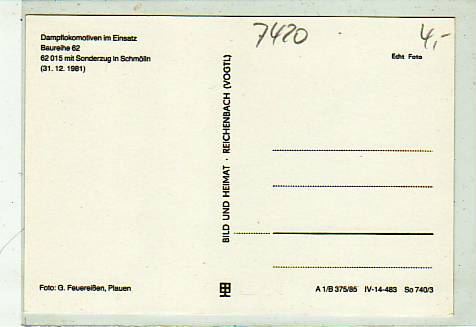 Dampflokomotiven im Einsatz
Baureihe 62
62 015 mit Sonderzug in Schmölln
(31. 12. 1981)
7420
4,-
Echt Foto
BILD UND HEIMAT · REICHENBACH (VOGTL)
Foto: G. Feuereißen, Plauen
A 1/B 375/85 IV-14-483 So 740/3